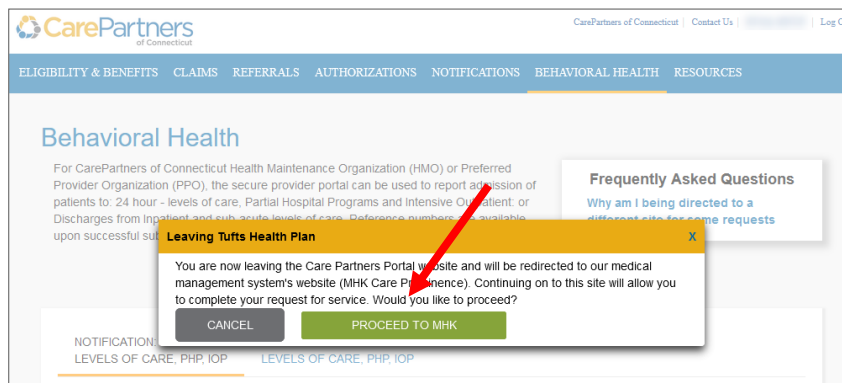 CarePartners
of Connecticut
CarePartners of Connecticut | Contact Us | Log
ELIGIBILITY & BENEFITS CLAIMS REFERRALS AUTHORIZATIONS NOTIFICATIONS BEHAVIORAL HEALTH RESOURCES
Behavioral Health
For CarePartners of Connecticut Health Maintenance Organization (HMO) or Preferred
Provider Organization (PPO), the secure provider portal can be used to report admission of
patients to: 24 hour - levels of care, Partial Hospital Programs and Intensive Outpatient: or
Discharges from Inpatient and sub-acute levels of care. Reference numbers are available
upon successful
Frequently Asked Questions
Why am I being directed to a
different site for some requests
Leaving Tufts Health Plan X
You are now leaving the Care Partners Portal website and will be redirected to our medical
management system's website (MHK Care Prominence). Continuing on to this site will allow you
to complete your request for service. Would you like to proceed?
CANCEL PROCEED TO MHK
NOTIFICATION:
LEVELS OF CARE, PHP, IOP LEVELS OF CARE, PHP, IOP